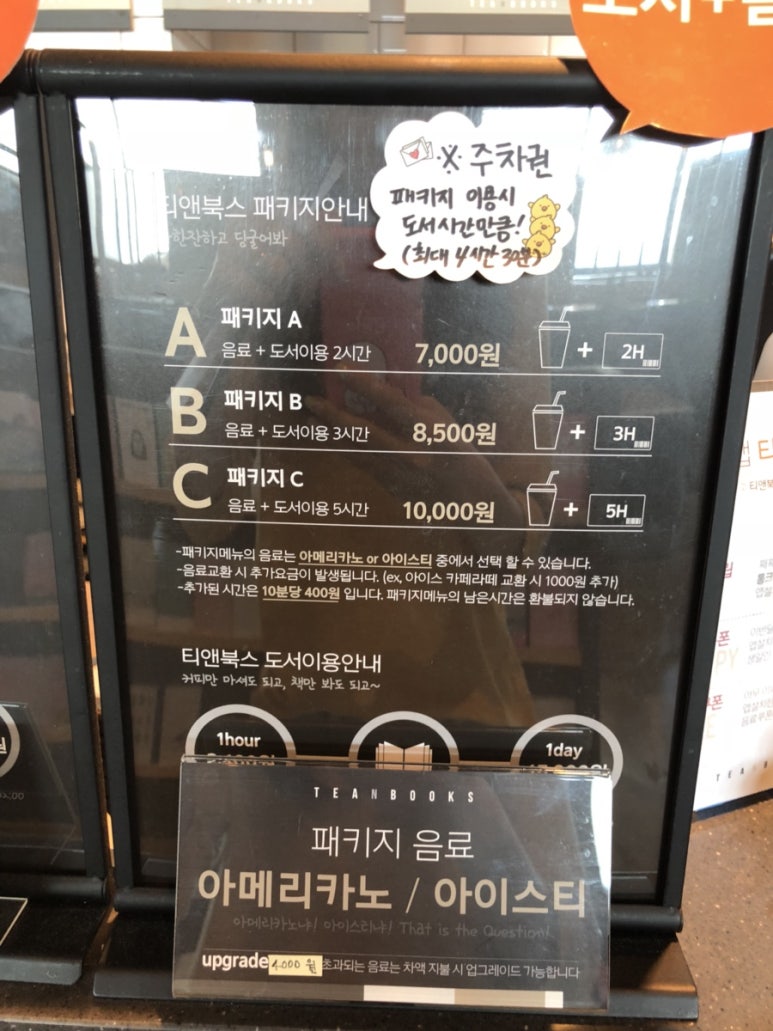 TEANBOOKS
※ 주차권
패키지 이용시
도서시간만큼!
(최대 4시간 30분)
티앤북스 패키지안내
한잔하고 딩굴어봐
A 패키지 A
음료 + 도서이용 2시간 7,000원 + 2H
B 패키지 B
음료 + 도서이용 3시간 8,500원 + 3H
C 패키지 C
음료 + 도서이용 5시간 10,000원 + 5H
-패키지메뉴의 음료는 아메리카노 or 아이스티 중에서 선택 할 수 있습니다.
-음료교환 시 추가요금이 발생됩니다. (ex, 아이스 카페라떼 교환 시 1000원 추가)
-추가된 시간은 10분당 400원 입니다. 패키지메뉴의 남은시간은 환불되지 않습니다.
티앤북스 도서이용안내
커피만 마셔도 되고, 책만 봐도 되고~
1hour
1day
TEANBOOKS
패키지 음료
아메리카노 / 아이스티
아메리카노냐! 아이스티냐! That is the Question!
upgrade 4000 원 초과되는 음료는 차액 지불 시 업그레이드 가능합니다